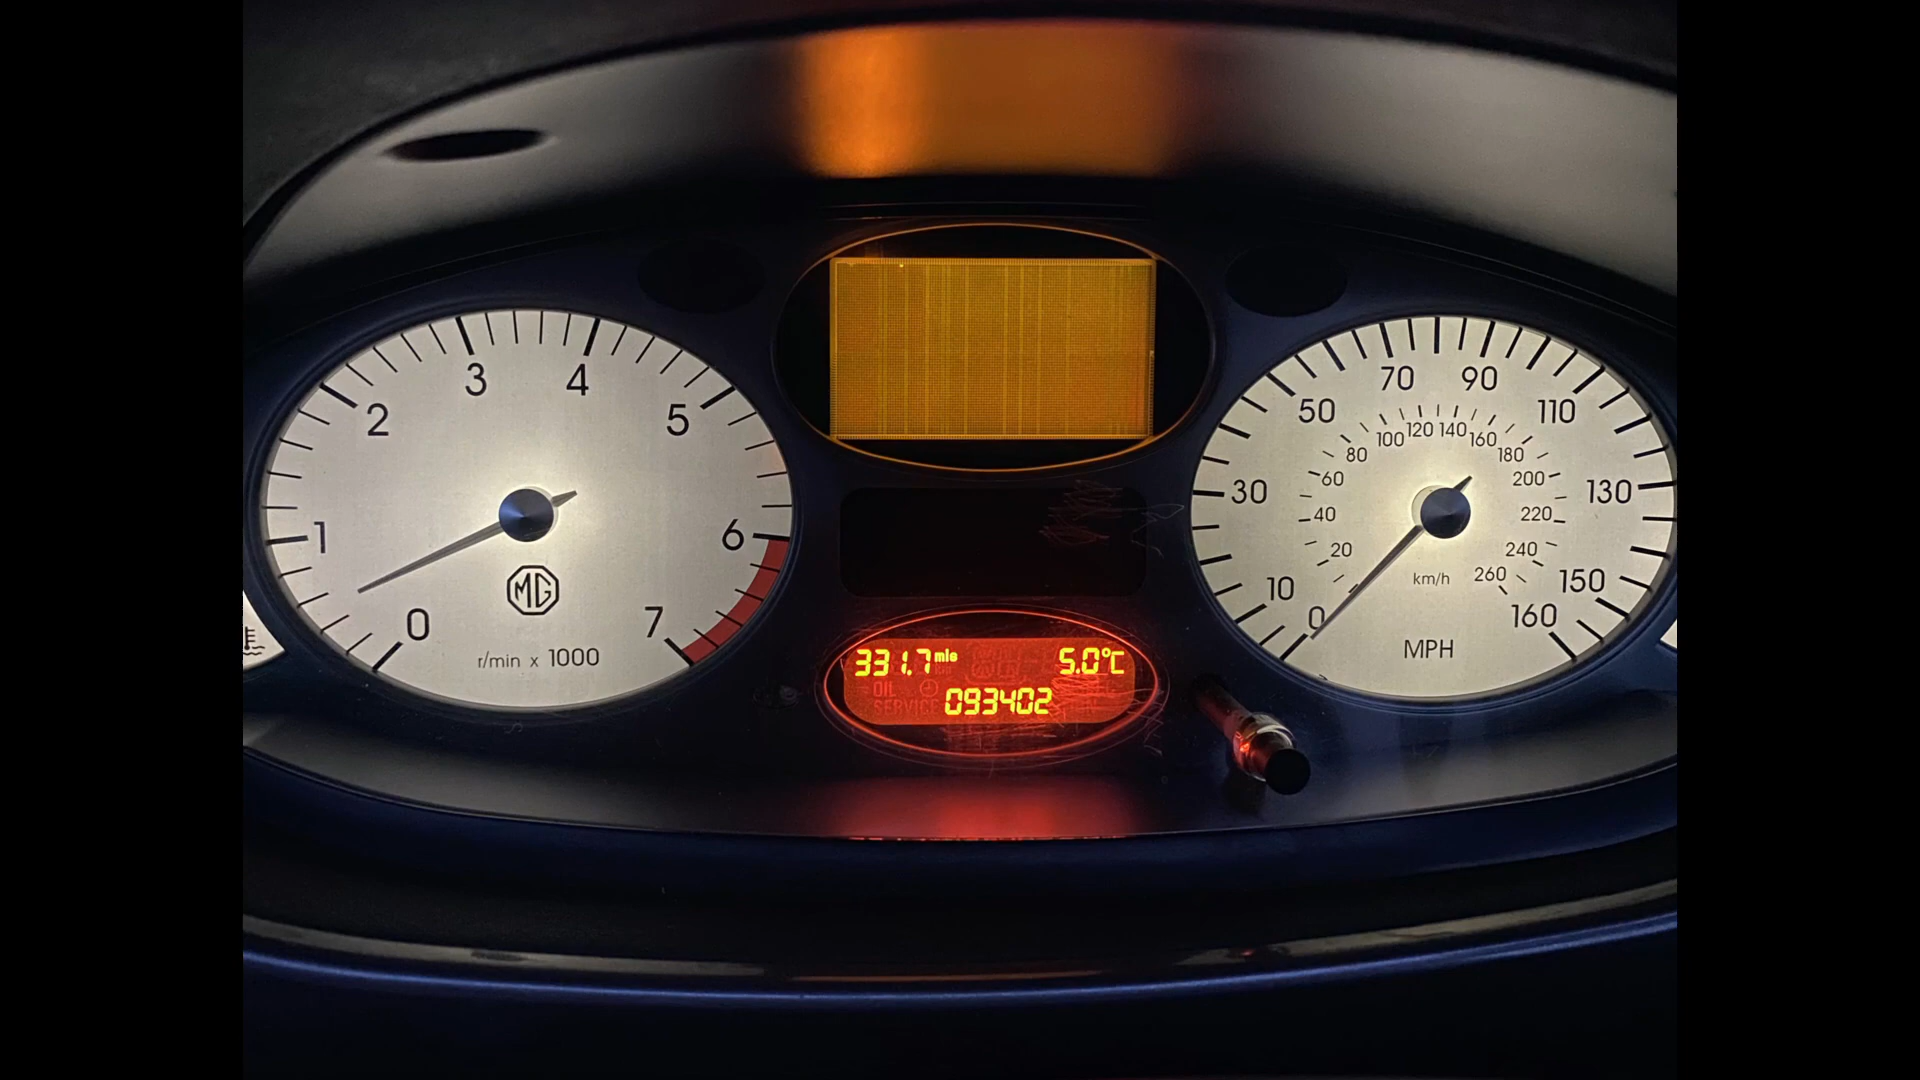 0 1 2 3 4 5 6 7
MG
r/min x 1000
331.7 mls 5.0°C
OIL
SERVICE 093402
0 10 30 50 70 90 110 130 150 160
20 40 60 80 100 120 140 160 180 200 220 240 260
km/h
MPH